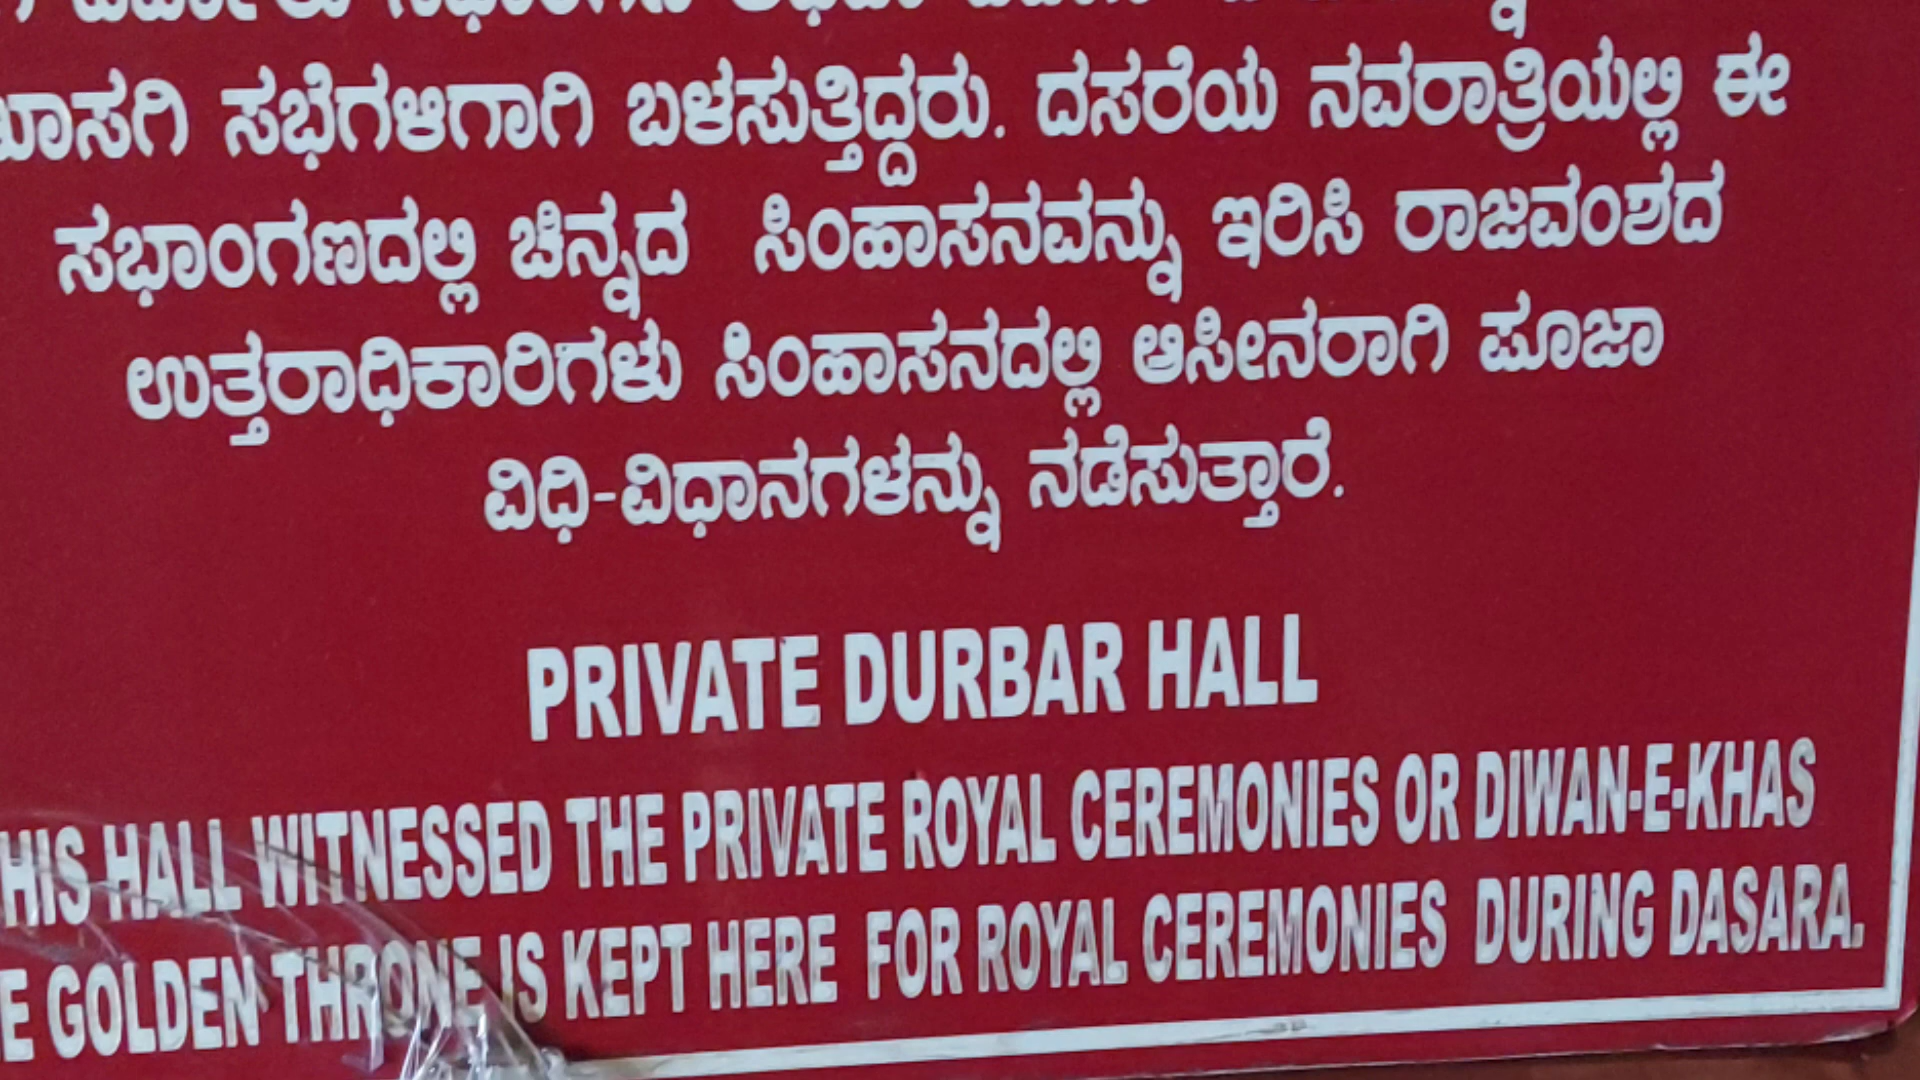 ಖಾಸಗಿ ಸಭೆಗಳಿಗಾಗಿ ಬಳಸುತ್ತಿದ್ದರು. ದಸರೆಯ ನವರಾತ್ರಿಯಲ್ಲಿ ಈ
ಸಭಾಂಗಣದಲ್ಲಿ ಚಿನ್ನದ ಸಿಂಹಾಸನವನ್ನು ಇರಿಸಿ ರಾಜವಂಶದ
ಉತ್ತರಾಧಿಕಾರಿಗಳು ಸಿಂಹಾಸನದಲ್ಲಿ ಆಸೀನರಾಗಿ ಪೂಜಾ
ವಿಧಿ-ವಿಧಾನಗಳನ್ನು ನಡೆಸುತ್ತಾರೆ.
PRIVATE DURBAR HALL
HIS HALL WITNESSED THE PRIVATE ROYAL CEREMONIES OR DIWAN-E-KHAS
E GOLDEN THRONE IS KEPT HERE FOR ROYAL CEREMONIES DURING DASARA.